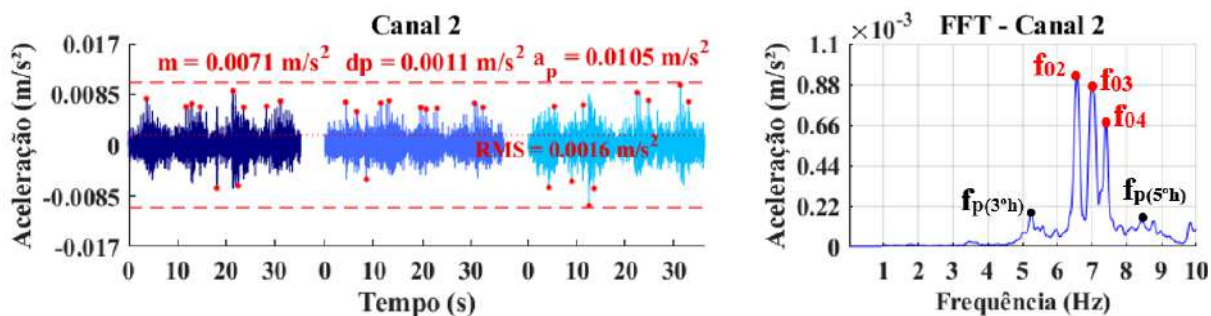 Canal 2
Aceleração (m/s²)
0.017
0.0085
0
-0.0085
-0.017
m = 0.0071 m/s² dp = 0.0011 m/s² a_p = 0.0105 m/s²
RMS = 0.0016 m/s²
0 10 20 30 0 10 20 30 0 10 20 30
Tempo (s)
FFT - Canal 2
×10⁻³
Aceleração (m/s²)
1.1
0.88
0.66
0.44
0.22
0
f02
f03
f04
fp(3ºh)
fp(5ºh)
1 2 3 4 5 6 7 8 9 10
Frequência (Hz)